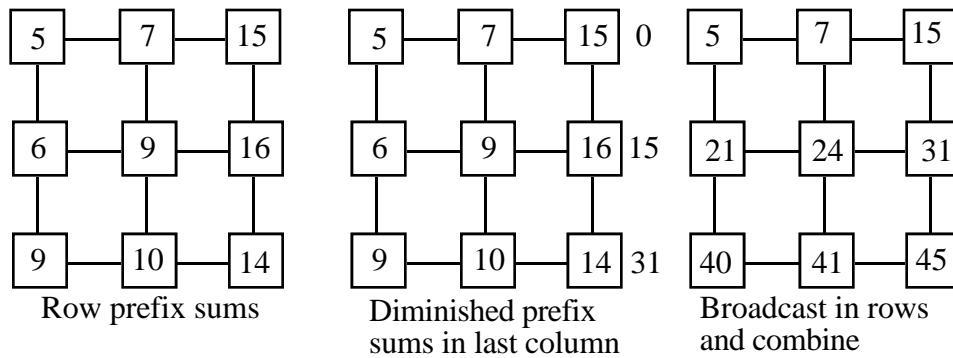 5 7 15 5 7 15 0 5 7 15
6 9 16 6 9 16 15 21 24 31
9 10 14 9 10 14 31 40 41 45
Row prefix sums
Diminished prefix
sums in last column
Broadcast in rows
and combine